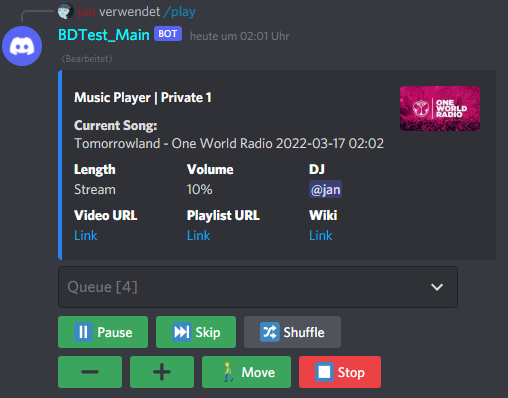 jan verwendet /play
BDTest_Main BOT heute um 02:01 Uhr
(Bearbeitet)
Music Player | Private 1
ONE WORLD RADIO
Current Song:
Tomorrowland - One World Radio 2022-03-17 02:02
Length Volume DJ
Stream 10% @jan
Video URL Playlist URL Wiki
Link Link Link
Queue [4]
Pause Skip Shuffle
Move Stop